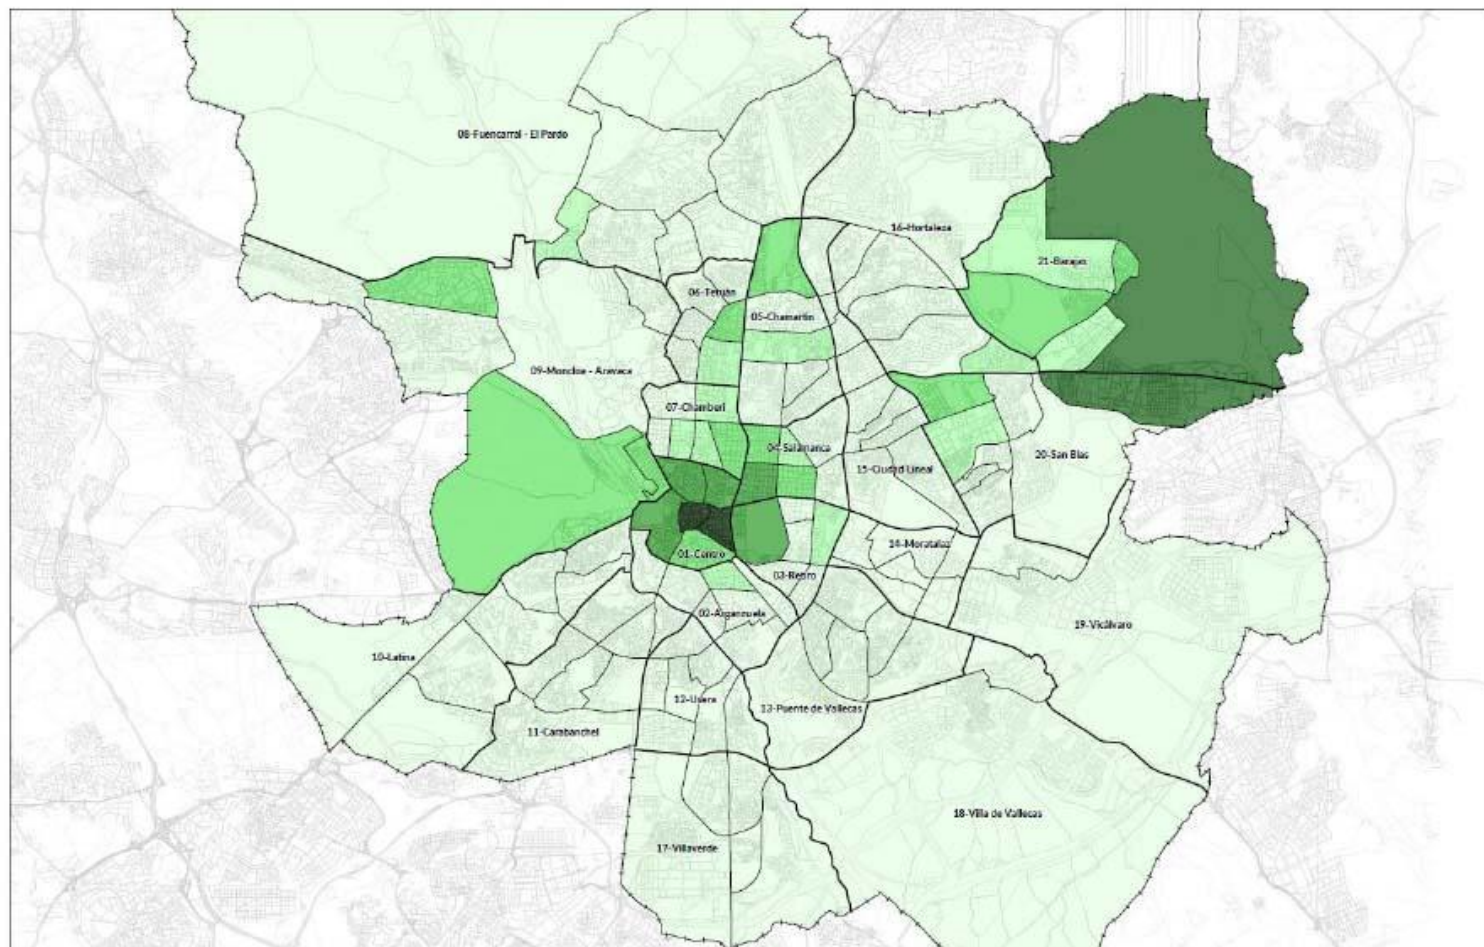 08-Fuencarral - El Pardo
16-Hortaleza
21-Barajas
06-Tetuán
05-Chamartín
09-Moncloa - Aravaca
07-Chamberí
04-Salamanca
20-San Blas
15-Ciudad Lineal
14-Moratalaz
01-Centro
03-Retiro
02-Arganzuela
19-Vicálvaro
10-Latina
12-Usera
13-Puente de Vallecas
11-Carabanchel
18-Villa de Vallecas
17-Villaverde